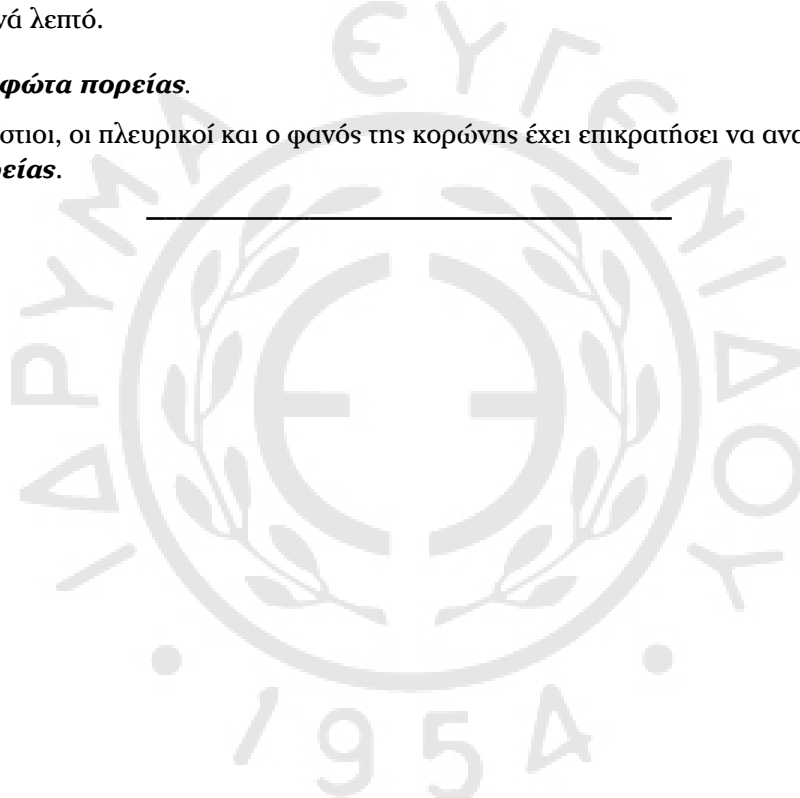 νά λεπτό.
φώτα πορείας.
στιοι, οι πλευρικοί και ο φανός της κορώνης έχει επικρατήσει να ανα
ρείας.
ΙΔΡΥΜΑ ΕΥΓΕΝΙΔΟΥ
1954